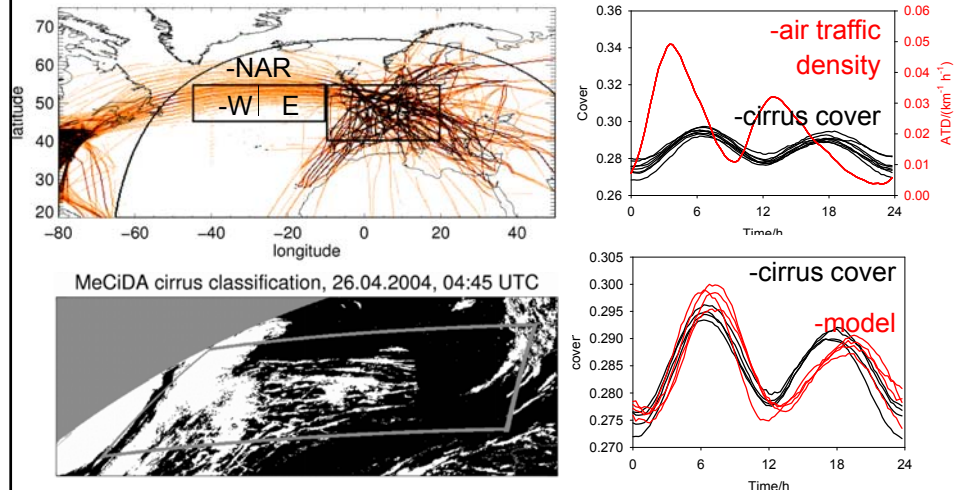 latitude
70
60
50
40
30
20
-NAR
-W E
-80 -60 -40 -20 0 20 40
longitude
MeCiDA cirrus classification, 26.04.2004, 04:45 UTC
Cover
0.36
0.34
0.32
0.30
0.28
0.26
-air traffic
density
-cirrus cover
0.06
0.05
0.04
0.03
0.02
0.01
0.00
ATD/(km⁻¹ h⁻¹)
0 6 12 18 24
Time/h
cover
0.305
0.300
0.295
0.290
0.285
0.280
0.275
0.270
-cirrus cover
-model
0 6 12 18 24
Time/h